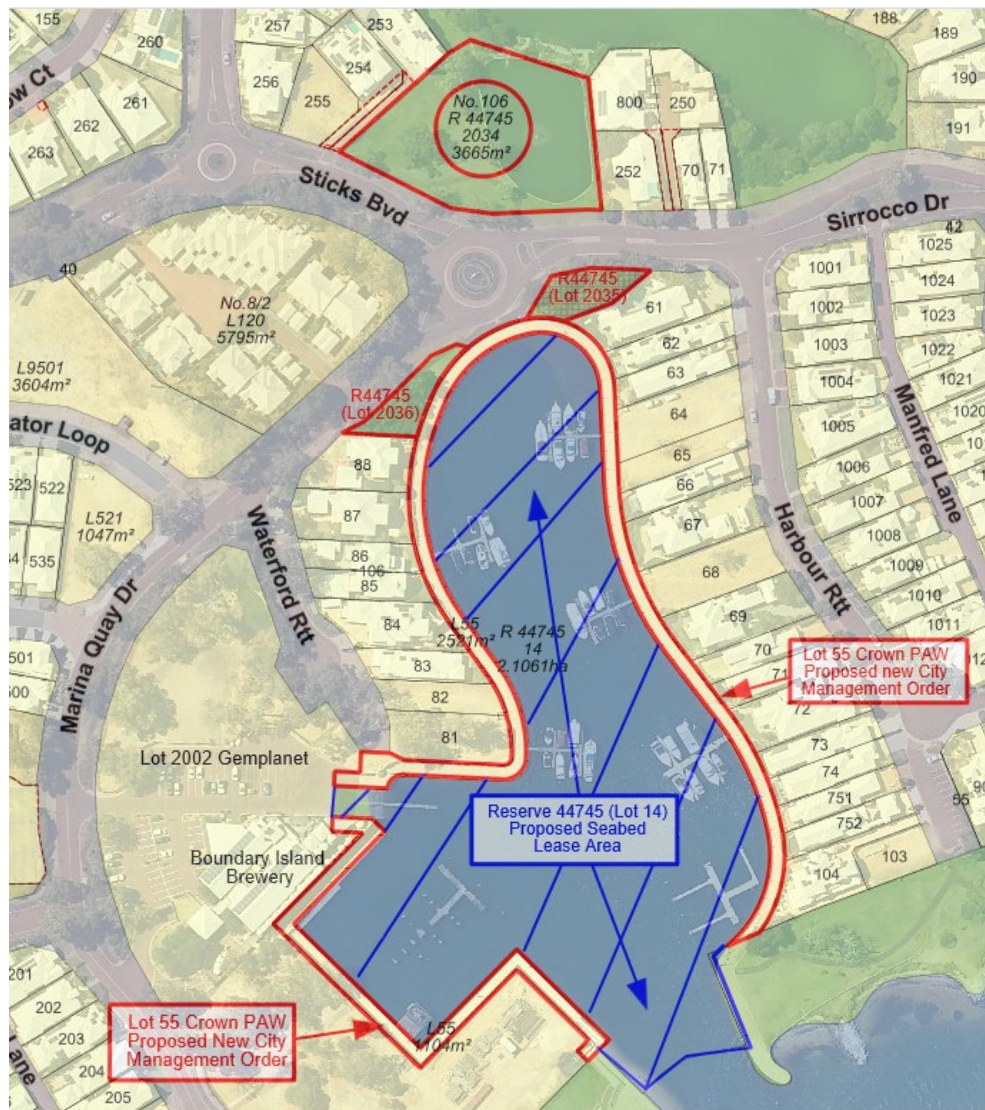 155
260
257
253
254
256
255
261
262
263
ow Ct
No.106
R 44745
2034
3665m²
800
250
252
70
71
188
189
190
191
Sticks Bvd
Sirrocco Dr
42
40
No.8/2
L120
5795m²
R44745
(Lot 2035)
61
62
63
64
65
66
67
68
69
70
71
72
73
74
751
752
104
103
1001
1002
1003
1004
1005
1006
1007
1008
1009
1010
1011
1025
1024
1023
1022
1021
1020
Manfred Lane
Harbour Rtt
L9501
3604m²
R44745
(Lot 2036)
ator Loop
523
522
535
L521
1047m²
88
87
86
106
85
84
83
82
81
Waterford Rtt
Marina Quay Dr
L55
2521m²
R 44745
14
2.1061ha
Lot 55 Crown PAW
Proposed new City
Management Order
501
500
Lot 2002 Gemplanet
Reserve 44745 (Lot 14)
Proposed Seabed
Lease Area
Boundary Island
Brewery
55
201
202
203
204
205
Lane
Lot 55 Crown PAW
Proposed New City
Management Order
L55
1104m²